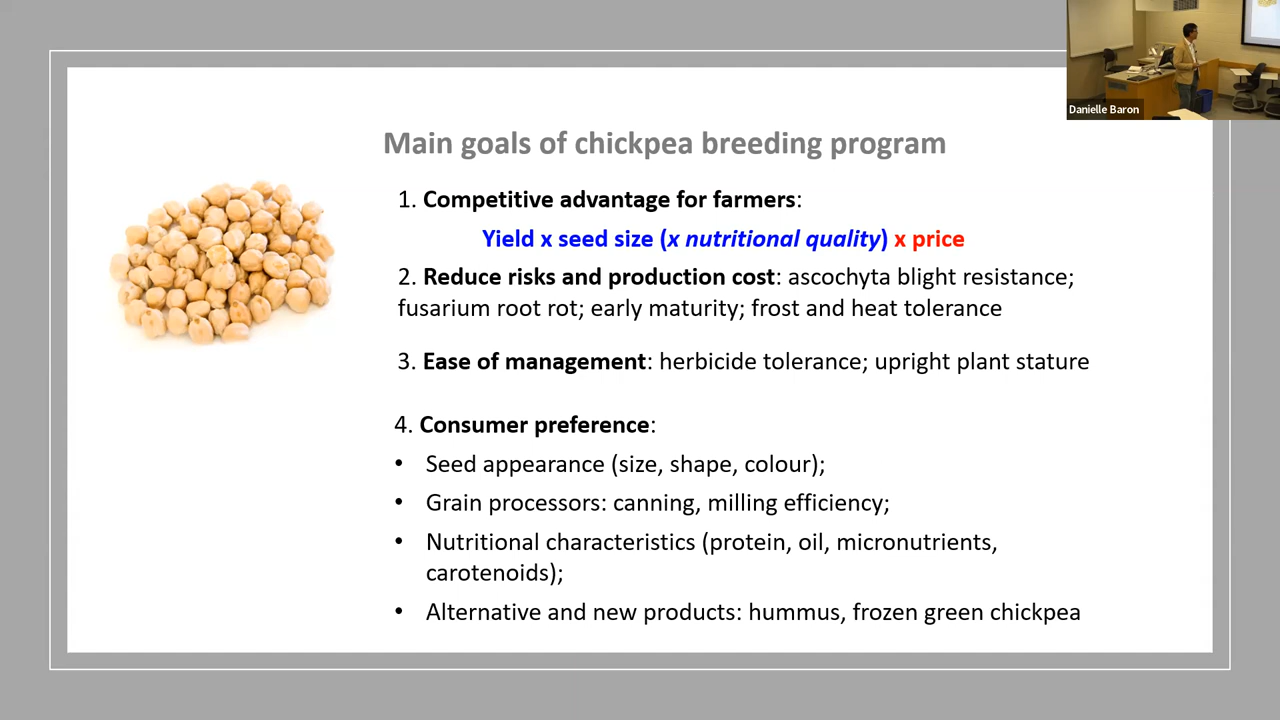 Danielle Baron
Main goals of chickpea breeding program
1. Competitive advantage for farmers:
Yield x seed size (x nutritional quality) x price
2. Reduce risks and production cost: ascochyta blight resistance;
fusarium root rot; early maturity; frost and heat tolerance
3. Ease of management: herbicide tolerance; upright plant stature
4. Consumer preference:
• Seed appearance (size, shape, colour);
• Grain processors: canning, milling efficiency;
• Nutritional characteristics (protein, oil, micronutrients,
carotenoids);
• Alternative and new products: hummus, frozen green chickpea